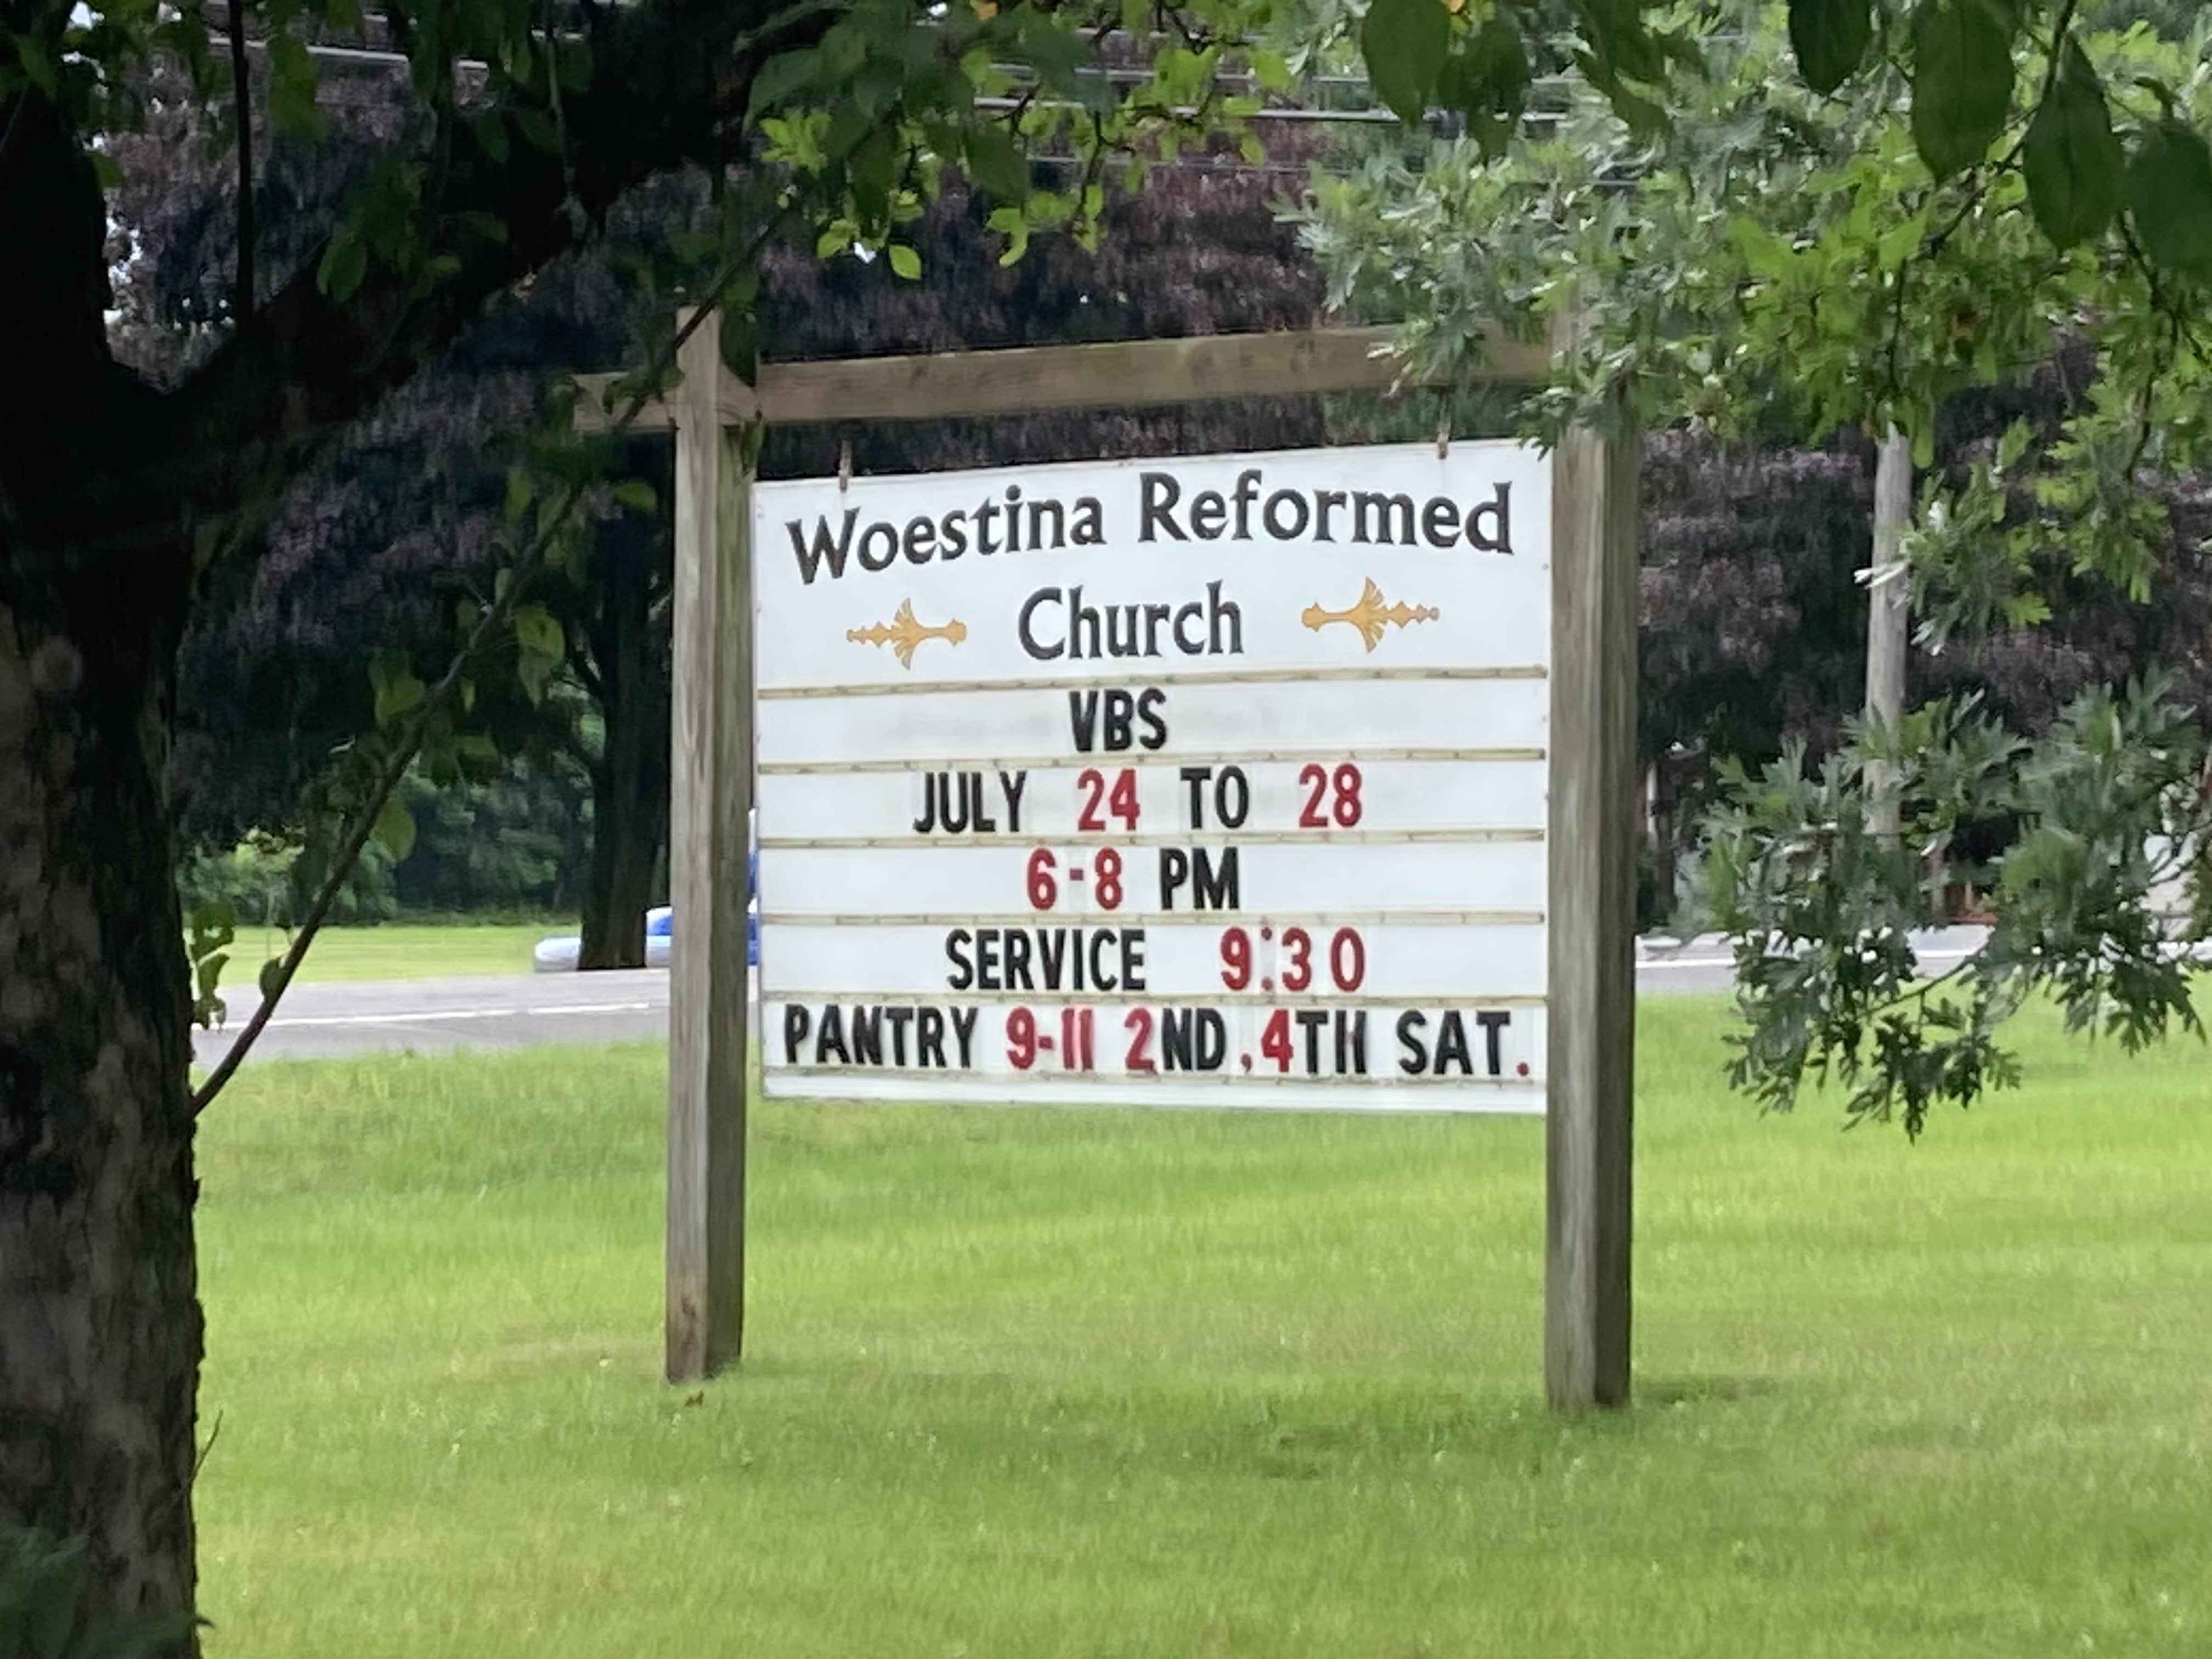 Woestina Reformed
Church
VBS
JULY 24 TO 28
6-8 PM
SERVICE 9:30
PANTRY 9-11 2ND, 4TH SAT.